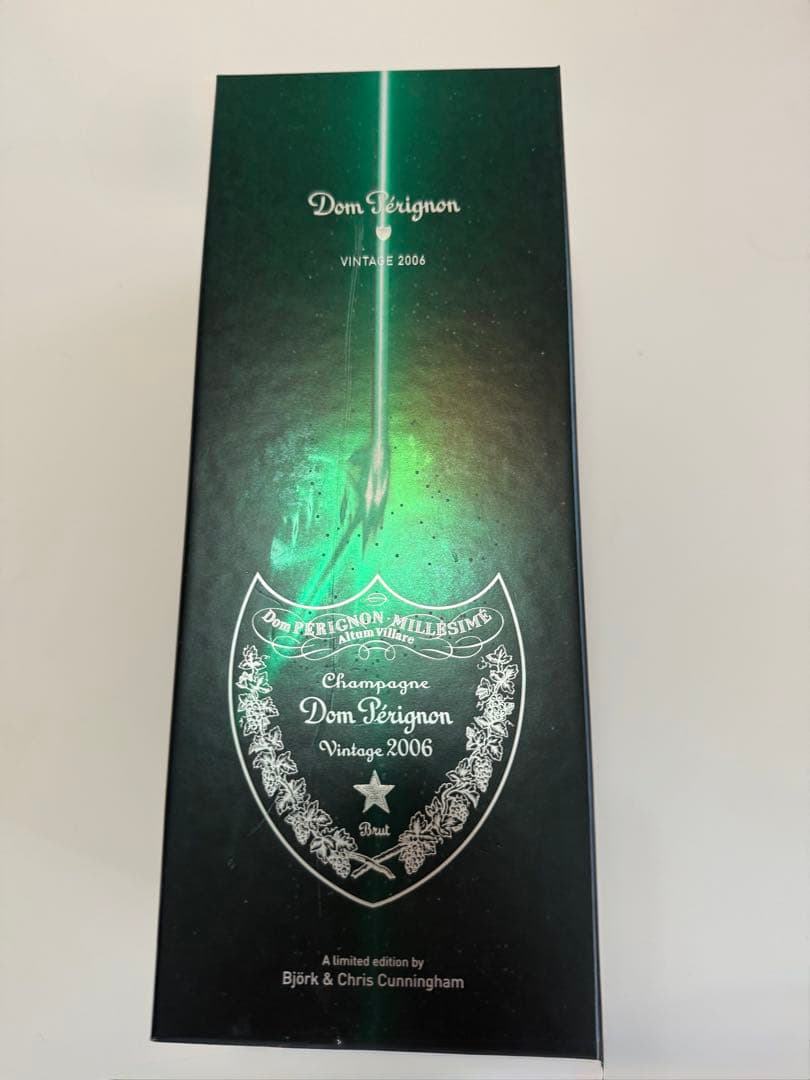 Dom Pérignon
VINTAGE 2006
Dom PÉRIGNON · MILLÉSIMÉ
Altum Villare
Champagne
Dom Pérignon
Vintage 2006
Brut
A limited edition by
Björk & Chris Cunningham